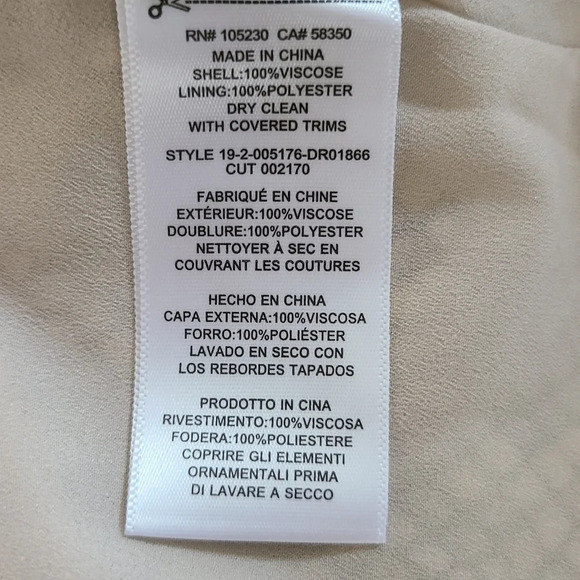 RN# 105230 CA# 58350
MADE IN CHINA
SHELL:100%VISCOSE
LINING:100%POLYESTER
DRY CLEAN
WITH COVERED TRIMS
STYLE 19-2-005176-DR01866
CUT 002170
FABRIQUÉ EN CHINE
EXTÉRIEUR:100%VISCOSE
DOUBLURE:100%POLYESTER
NETTOYER À SEC EN
COUVRANT LES COUTURES
HECHO EN CHINA
CAPA EXTERNA:100%VISCOSA
FORRO:100%POLIÉSTER
LAVADO EN SECO CON
LOS REBORDES TAPADOS
PRODOTTO IN CINA
RIVESTIMENTO:100%VISCOSA
FODERA:100%POLIESTERE
COPRIRE GLI ELEMENTI
ORNAMENTALI PRIMA
DI LAVARE A SECCO